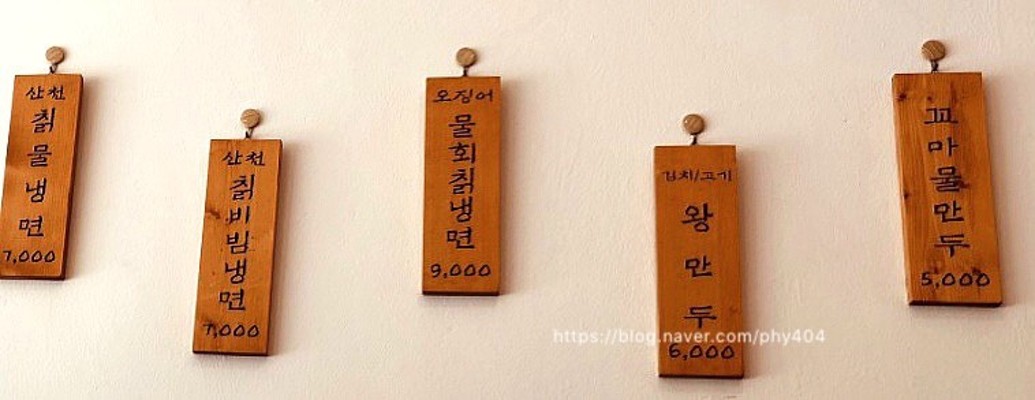 산천
칡물냉면
7,000
산천
칡비빔냉면
7,000
오징어
물회칡냉면
9,000
김치/고기
왕만두
6,000
꼬마물만두
5,000
https://blog.naver.com/phy404